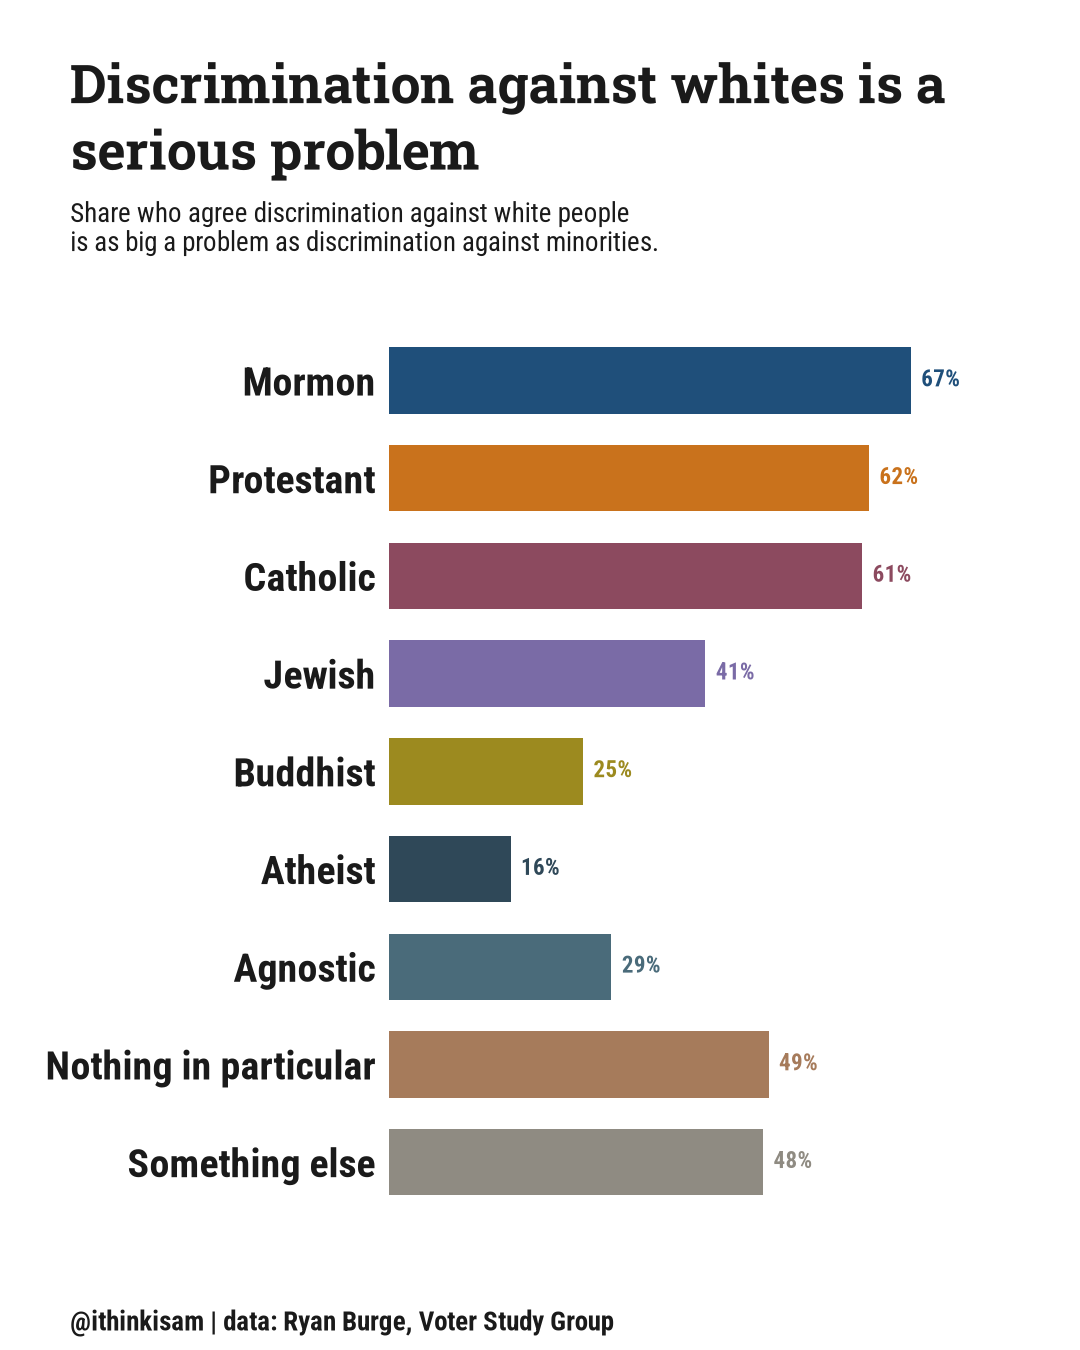 Discrimination against whites is a
serious problem
Share who agree discrimination against white people
is as big a problem as discrimination against minorities.
Mormon 67%
Protestant 62%
Catholic 61%
Jewish 41%
Buddhist 25%
Atheist 16%
Agnostic 29%
Nothing in particular 49%
Something else 48%
@ithinkisam | data: Ryan Burge, Voter Study Group